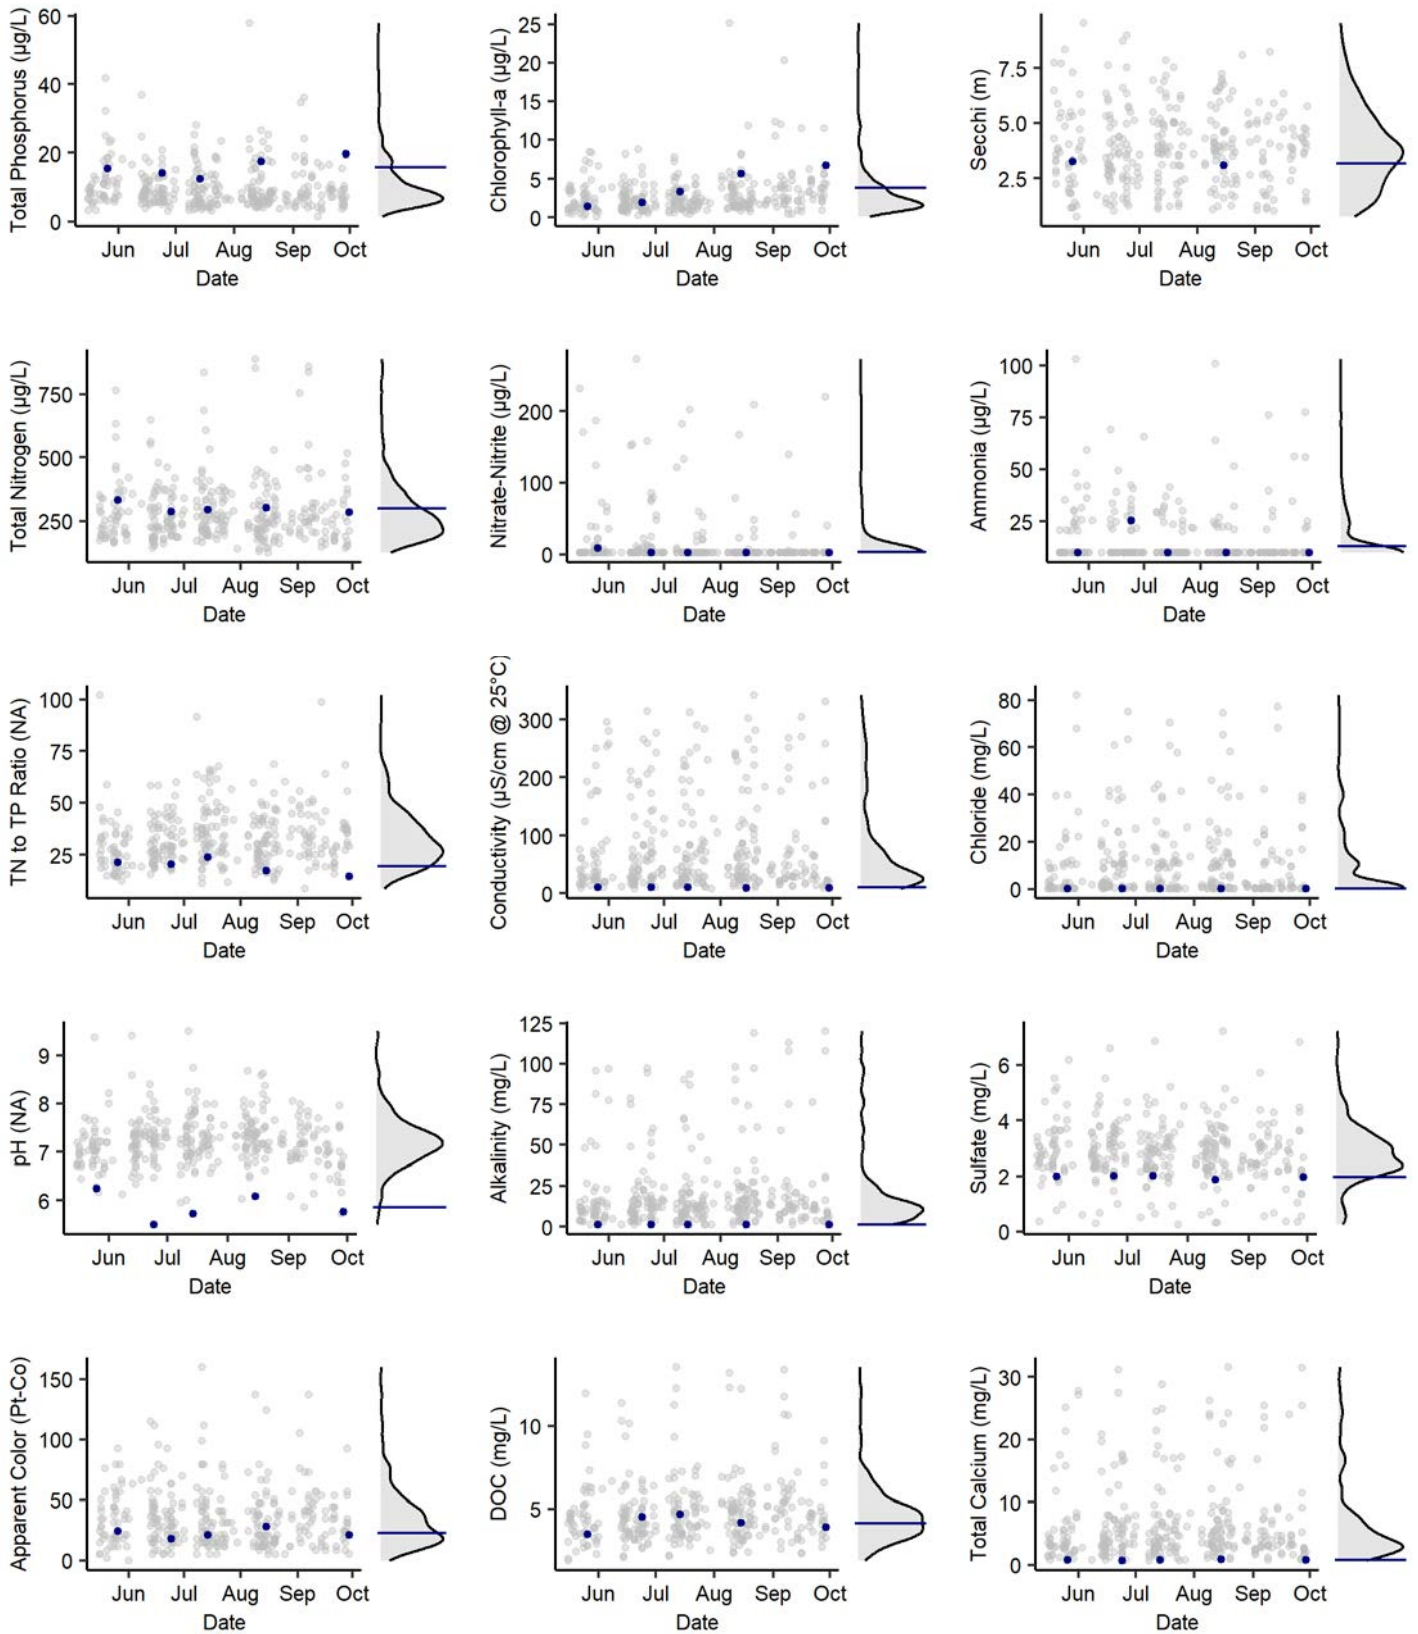 Total Phosphorus (µg/L)
60
40
20
0
Jun Jul Aug Sep Oct
Date
Chlorophyll-a (µg/L)
25
20
15
10
5
0
Jun Jul Aug Sep Oct
Date
Secchi (m)
7.5
5.0
2.5
Jun Jul Aug Sep Oct
Date
Total Nitrogen (µg/L)
750
500
250
Jun Jul Aug Sep Oct
Date
Nitrate-Nitrite (µg/L)
200
100
0
Jun Jul Aug Sep Oct
Date
Ammonia (µg/L)
100
75
50
25
Jun Jul Aug Sep Oct
Date
TN to TP Ratio (NA)
100
75
50
25
Jun Jul Aug Sep Oct
Date
Conductivity (µS/cm @ 25°C)
300
200
100
0
Jun Jul Aug Sep Oct
Date
Chloride (mg/L)
80
60
40
20
0
Jun Jul Aug Sep Oct
Date
pH (NA)
9
8
7
6
Jun Jul Aug Sep Oct
Date
Alkalinity (mg/L)
125
100
75
50
25
0
Jun Jul Aug Sep Oct
Date
Sulfate (mg/L)
6
4
2
0
Jun Jul Aug Sep Oct
Date
Apparent Color (Pt-Co)
150
100
50
0
Jun Jul Aug Sep Oct
Date
DOC (mg/L)
10
5
Jun Jul Aug Sep Oct
Date
Total Calcium (mg/L)
30
20
10
0
Jun Jul Aug Sep Oct
Date